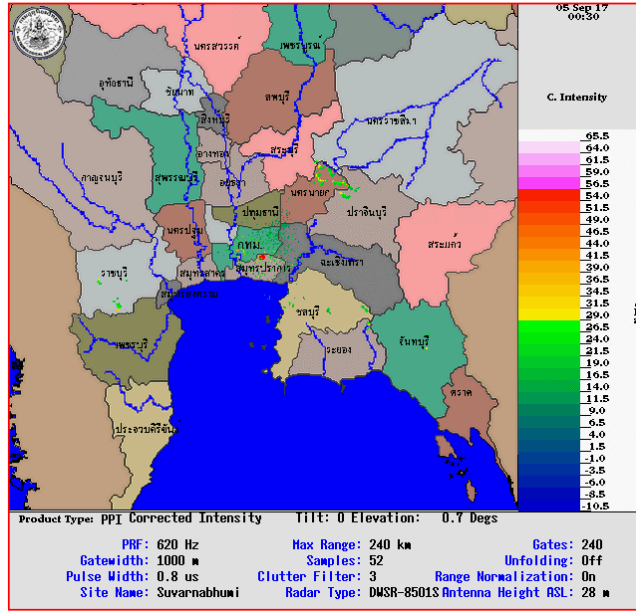 05 Sep 17
00:30
นครสวรรค์
เพชรบูรณ์
อุทัยธานี
ชัยนาท
ลพบุรี
C. Intensity
สิงห์บุรี
นครราชสีมา
สระบุรี
อ่างทอง
กาญจนบุรี
สุพรรณบุรี
อยุธยา
นครนายก
ปทุมธานี
ปราจีนบุรี
นครปฐม
กทม.
สระแก้ว
ฉะเชิงเทรา
สมุทรสาคร
สมุทรปราการ
ราชบุรี
สมุทรสงคราม
ชลบุรี
เพชรบุรี
ระยอง
จันทบุรี
ตราด
ประจวบคีรีขันธ์
65.5
64.0
61.5
59.0
56.5
54.0
51.5
49.0
46.5
44.0
41.5
39.0
36.5
34.0
31.5
29.0
26.5
24.0
21.5
19.0
16.5
14.0
11.5
9.0
6.5
4.0
1.5
-1.0
-3.5
-6.0
-8.5
-10.5
Product Type: PPI Corrected Intensity Tilt: 0 Elevation: 0.7 Degs
PRF: 620 Hz Max Range: 240 km Gates: 240
Gatewidth: 1000 m Samples: 52 Unfolding: Off
Pulse Width: 0.8 us Clutter Filter: 3 Range Normalization: On
Site Name: Suvarnabhumi Radar Type: DWSR-8501S Antenna Height ASL: 28 m